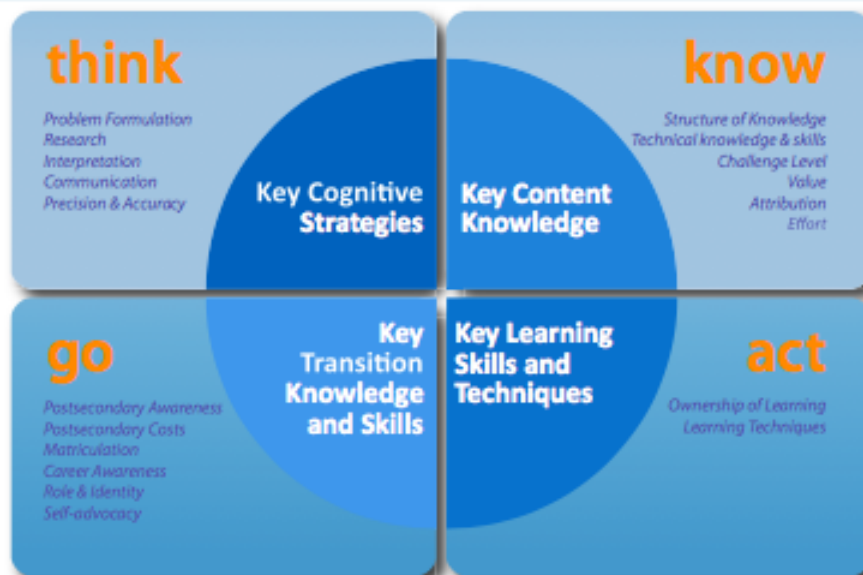 think
Problem Formulation
Research
Interpretation
Communication
Precision & Accuracy
Key Cognitive
Strategies
know
Structure of Knowledge
Technical knowledge & skills
Challenge Level
Value
Attribution
Effort
Key Content
Knowledge
go
Postsecondary Awareness
Postsecondary Costs
Matriculation
Career Awareness
Role & Identity
Self-advocacy
Key
Transition
Knowledge
and Skills
act
Ownership of Learning
Learning Techniques
Key Learning
Skills and
Techniques